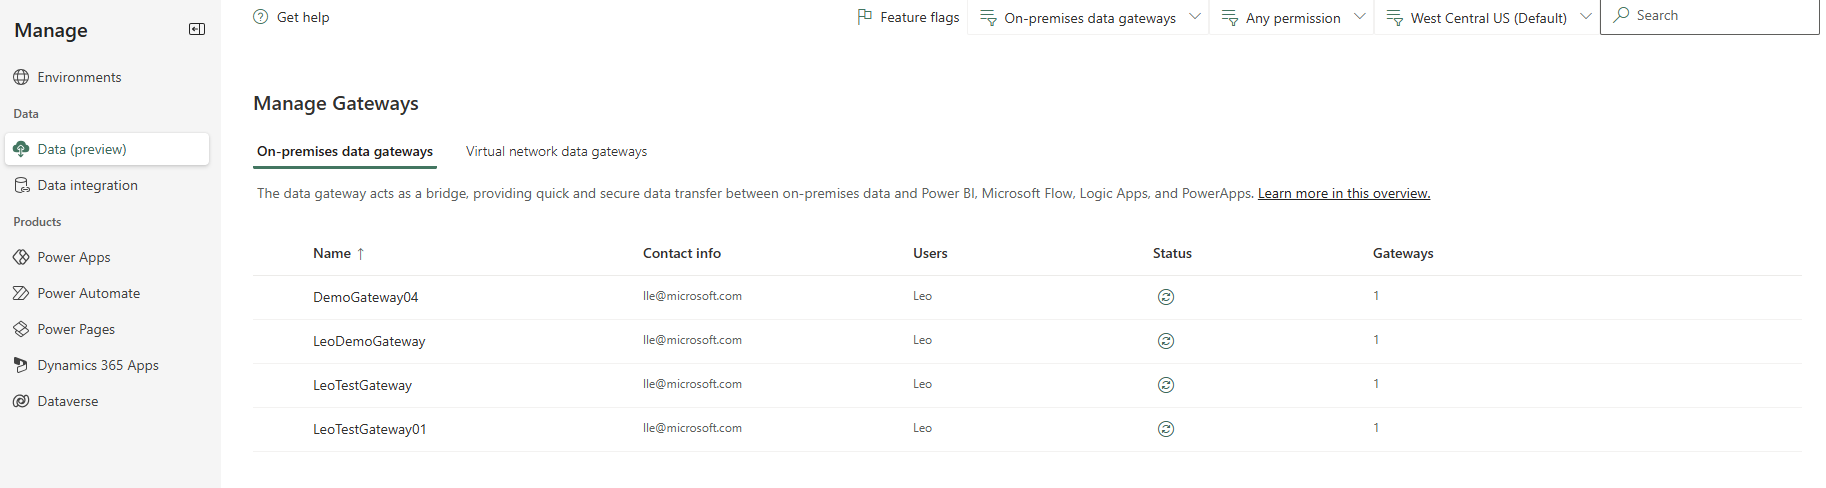 Manage
Environments
Data
Data (preview)
Data integration
Products
Power Apps
Power Automate
Power Pages
Dynamics 365 Apps
Dataverse
Get help
Feature flags
On-premises data gateways
Any permission
West Central US (Default)
Search
Manage Gateways
On-premises data gateways Virtual network data gateways
The data gateway acts as a bridge, providing quick and secure data transfer between on-premises data and Power BI, Microsoft Flow, Logic Apps, and PowerApps. Learn more in this overview.
Name ↑ Contact info Users Status Gateways
DemoGateway04 lle@microsoft.com Leo 1
LeoDemoGateway lle@microsoft.com Leo 1
LeoTestGateway lle@microsoft.com Leo 1
LeoTestGateway01 lle@microsoft.com Leo 1